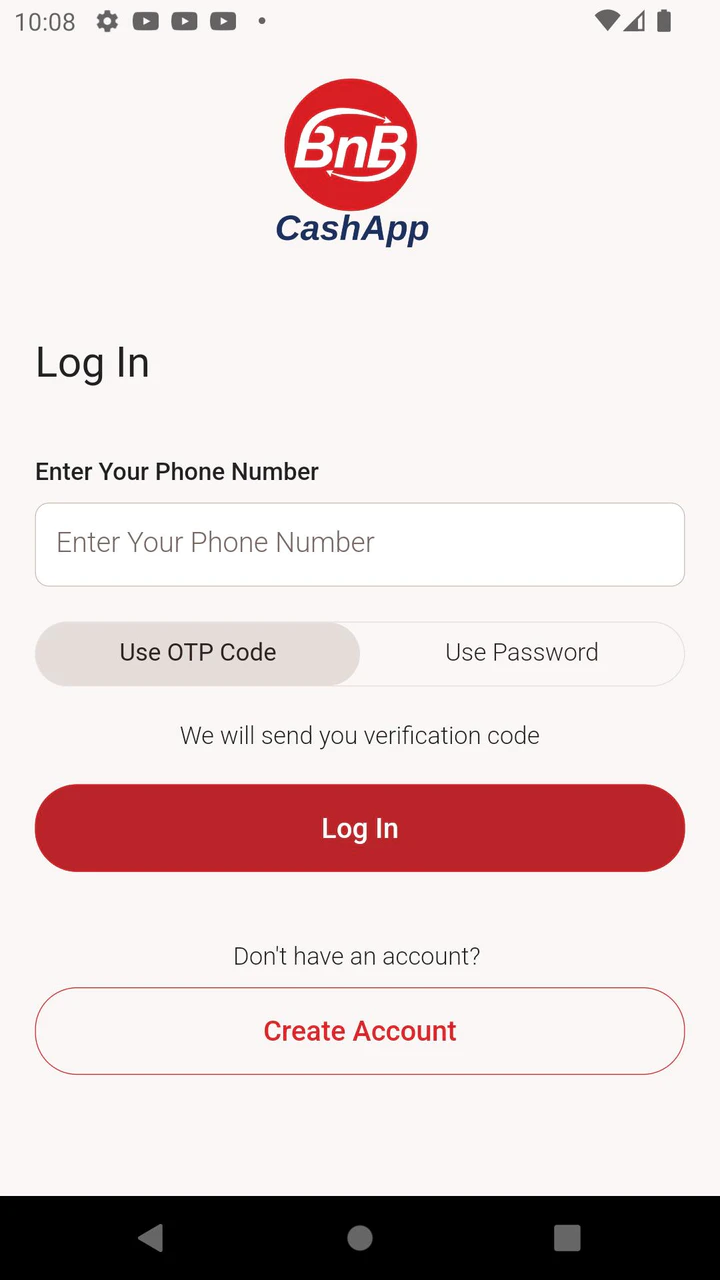 10:08
BnB
CashApp
Log In
Enter Your Phone Number
Enter Your Phone Number
Use OTP Code
Use Password
We will send you verification code
Log In
Don't have an account?
Create Account